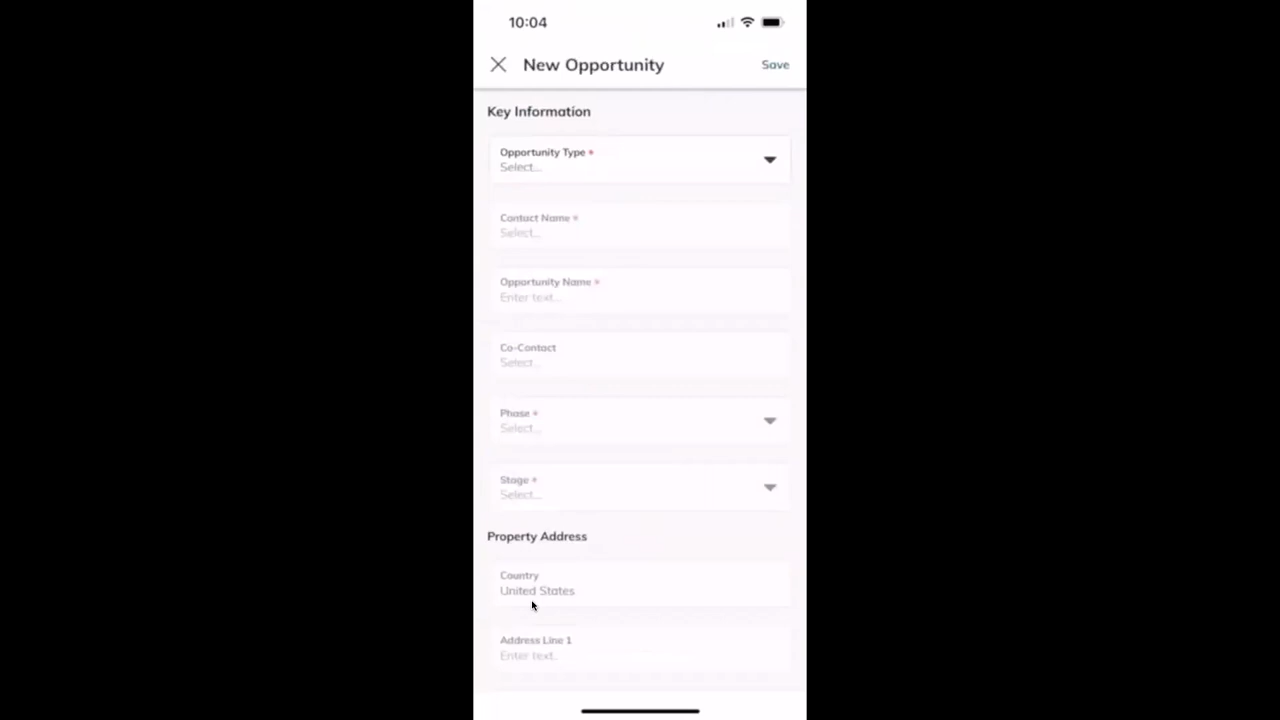 10:04
New Opportunity
Save
Key Information
Opportunity Type *
Select...
Contact Name *
Select...
Opportunity Name *
Enter text...
Co-Contact
Select...
Phase *
Select...
Stage *
Select...
Property Address
Country
United States
Address Line 1
Enter text...